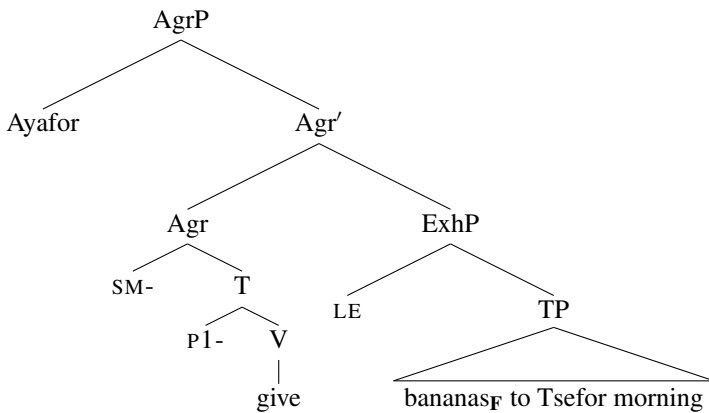 AgrP
Ayafor Agr′
Agr ExhP
SM- T LE TP
P1- V
give bananasF to Tsefor morning